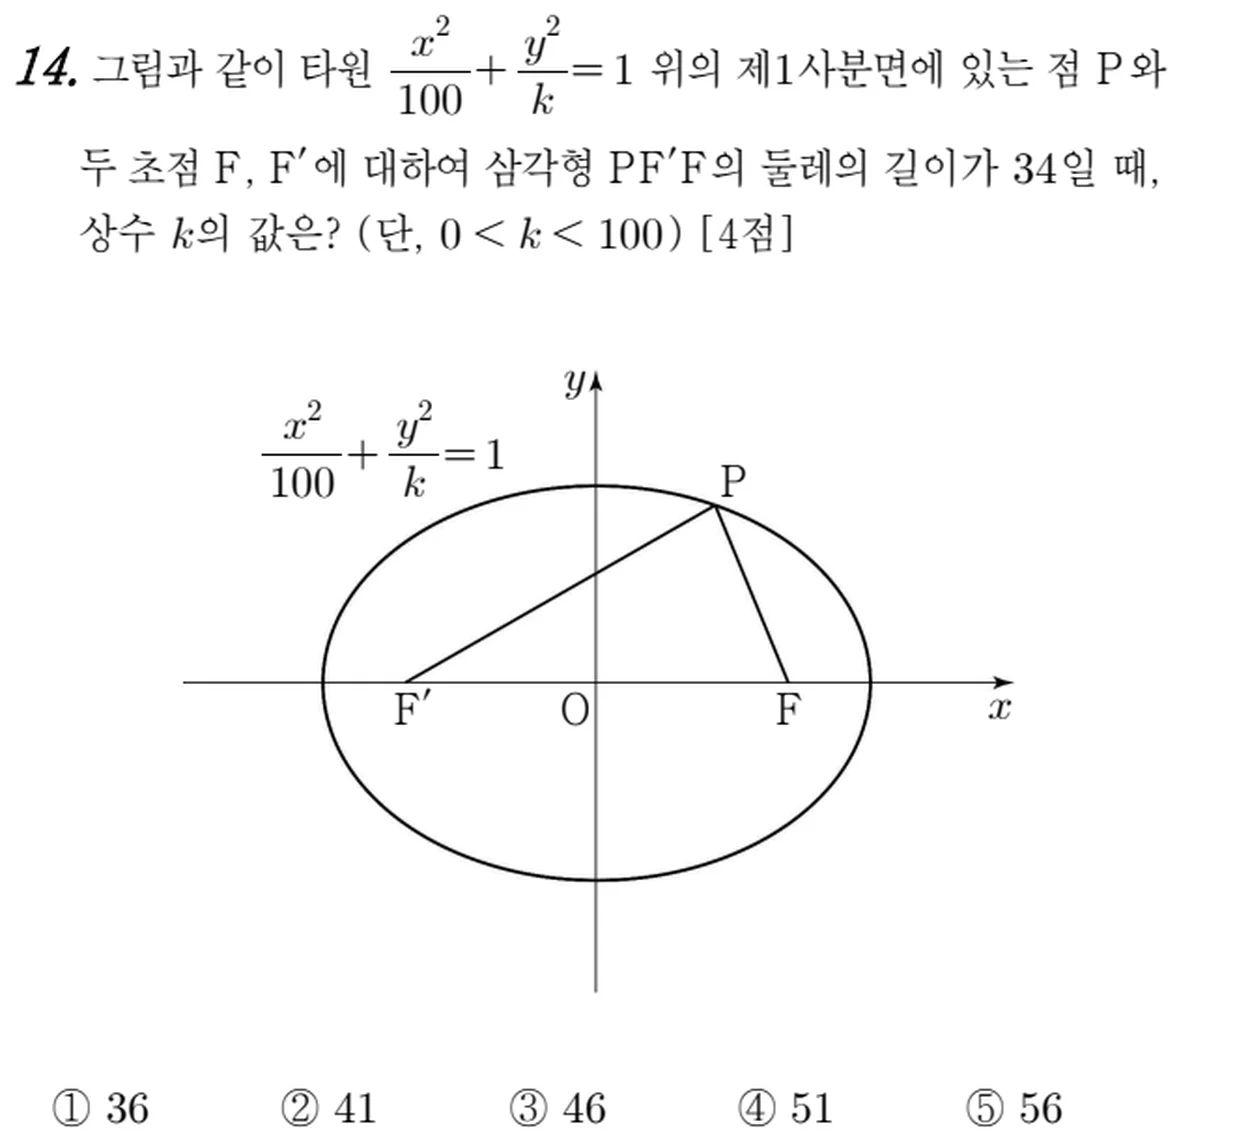 14. 그림과 같이 타원 x²/100 + y²/k = 1 위의 제1사분면에 있는 점 P와
두 초점 F, F′에 대하여 삼각형 PF′F의 둘레의 길이가 34일 때,
상수 k의 값은? (단, 0 < k < 100) [4점]
y
x²/100 + y²/k = 1
P
F′ O F x
① 36 ② 41 ③ 46 ④ 51 ⑤ 56